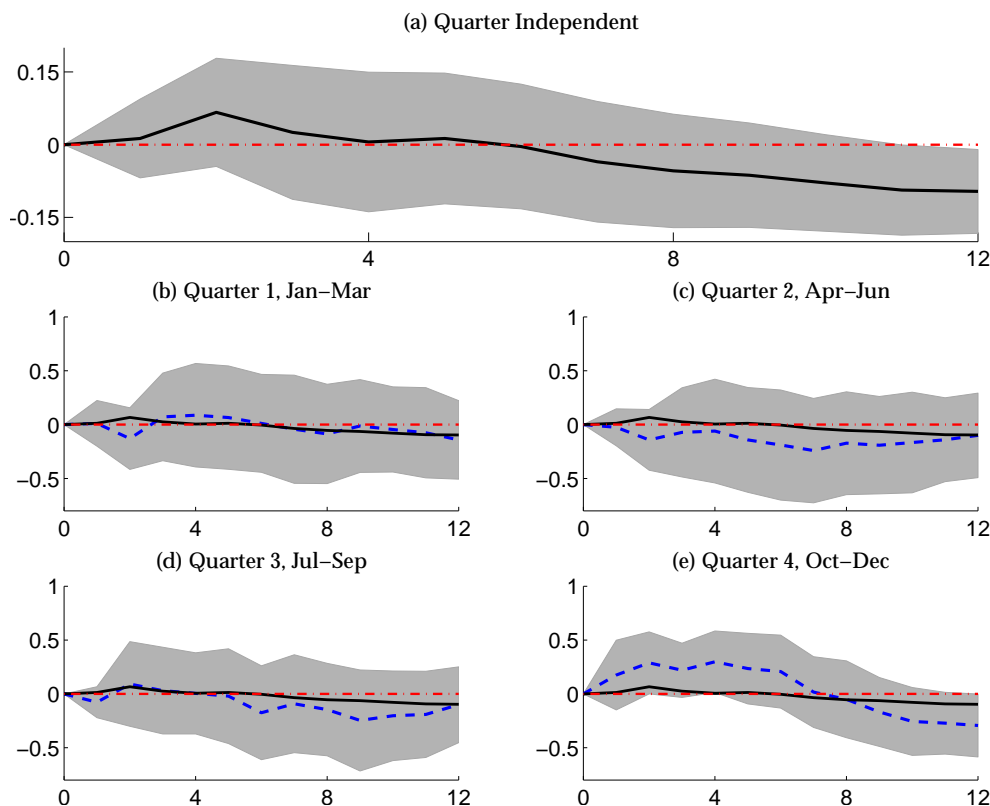 (a) Quarter Independent
0.15
0
-0.15
0 4 8 12
(b) Quarter 1, Jan–Mar
1
0.5
0
−0.5
0 4 8 12
(c) Quarter 2, Apr–Jun
1
0.5
0
−0.5
0 4 8 12
(d) Quarter 3, Jul–Sep
1
0.5
0
−0.5
0 4 8 12
(e) Quarter 4, Oct–Dec
1
0.5
0
−0.5
0 4 8 12